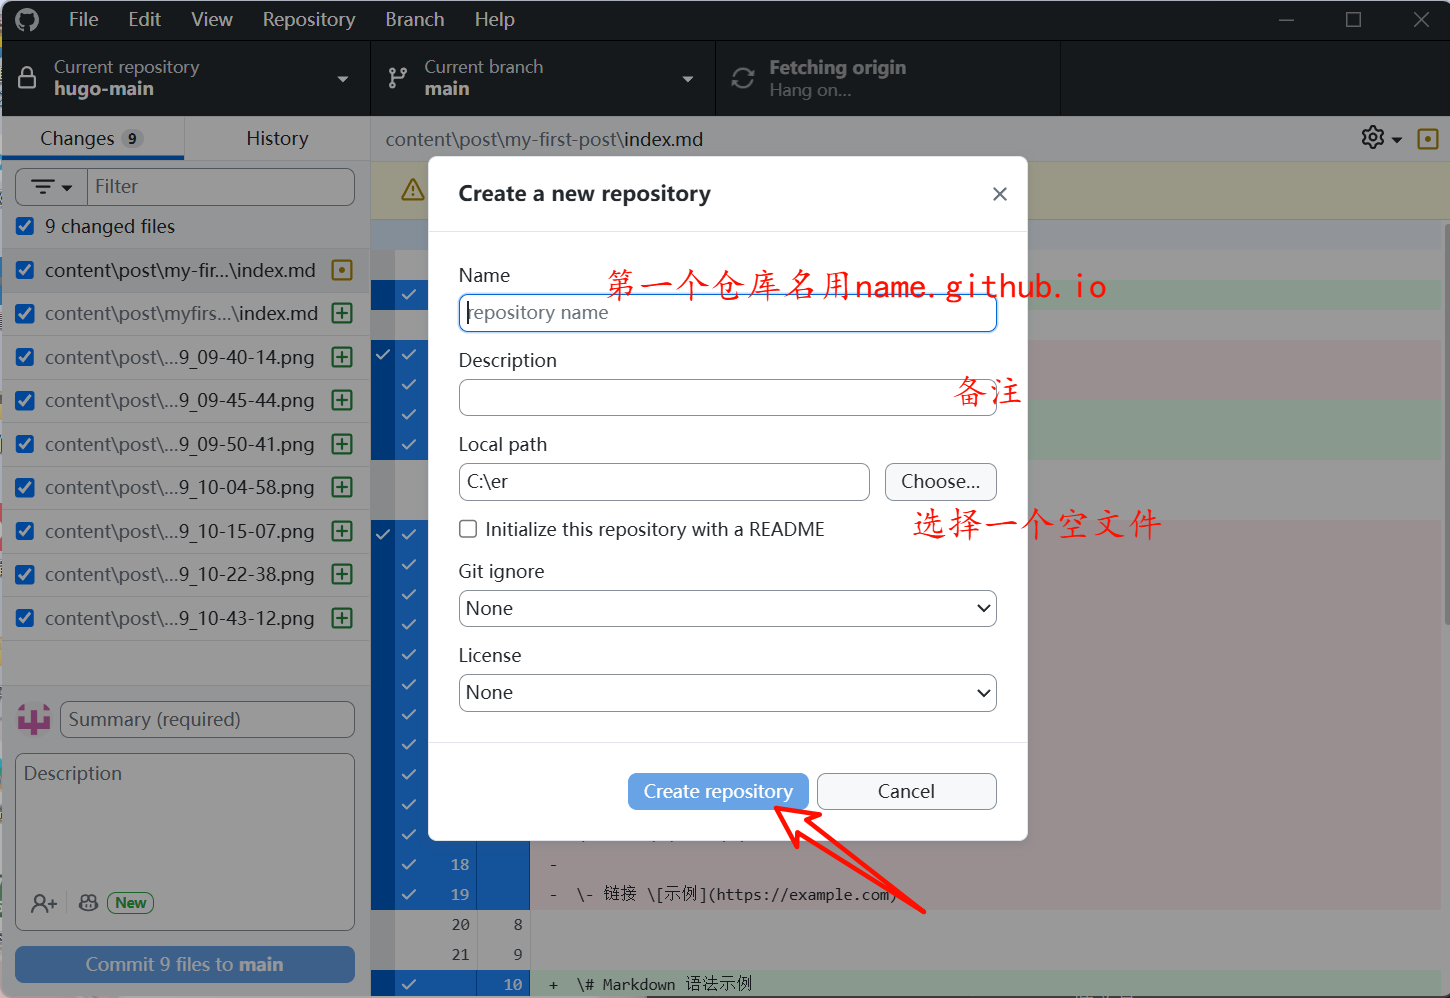 File Edit View Repository Branch Help
Current repository
hugo-main
Current branch
main
Fetching origin
Hang on...
Changes 9
History
content\post\my-first-post\index.md
Filter
9 changed files
content\post\my-fir...\index.md
content\post\myfirs...\index.md
content\post\...9_09-40-14.png
content\post\...9_09-45-44.png
content\post\...9_09-50-41.png
content\post\...9_10-04-58.png
content\post\...9_10-15-07.png
content\post\...9_10-22-38.png
content\post\...9_10-43-12.png
Summary (required)
Description
New
Commit 9 files to main
Create a new repository
Name
第一个仓库名用name.github.io
repository name
Description
备注
Local path
C:\er
Choose...
选择一个空文件
Initialize this repository with a README
Git ignore
None
License
None
Create repository
Cancel
18 -
19 - \- 链接 \[示例](https://example.com)
20 8
21 9
10 + \# Markdown 语法示例